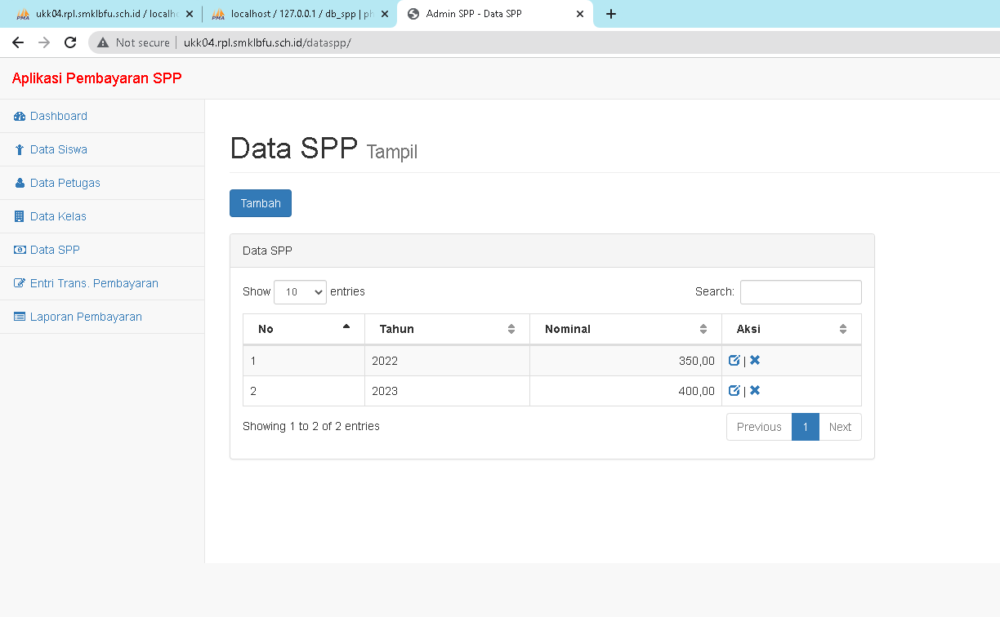 ukk04.rpl.smklbfu.sch.id / localho
localhost / 127.0.0.1 / db_spp | ph
Admin SPP - Data SPP
Not secure
ukk04.rpl.smklbfu.sch.id/dataspp/
Aplikasi Pembayaran SPP
Dashboard
Data Siswa
Data Petugas
Data Kelas
Data SPP
Entri Trans. Pembayaran
Laporan Pembayaran
Data SPP Tampil
Tambah
Data SPP
Show 10 entries Search:
No Tahun Nominal Aksi
1 2022 350,00 |
2 2023 400,00 |
Showing 1 to 2 of 2 entries
Previous 1 Next